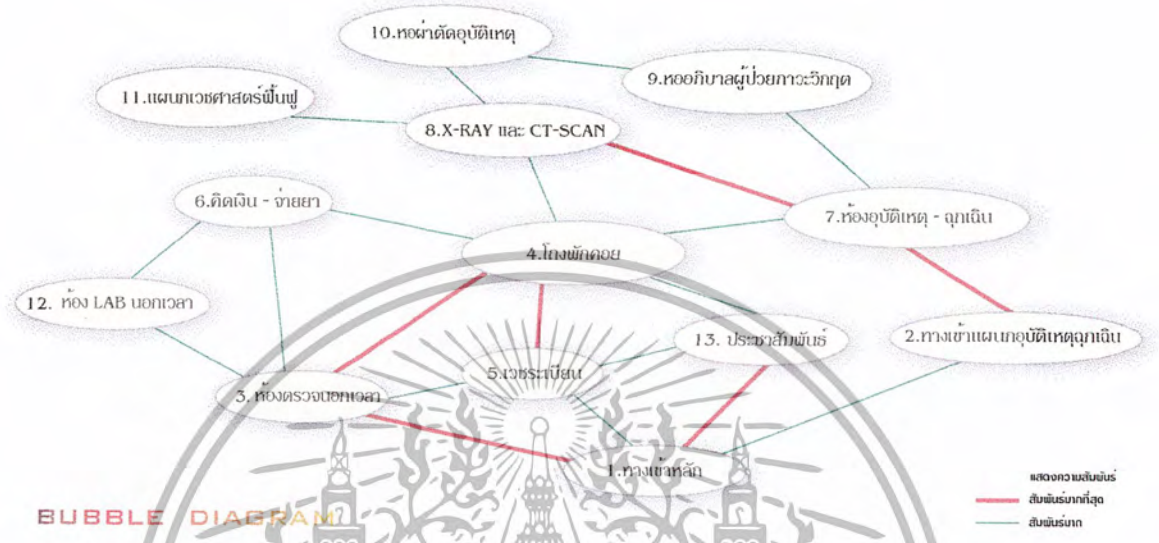 10.หอผ่าตัดอุบัติเหตุ
9.หออภิบาลผู้ป่วยภาวะวิกฤต
11.แผนกเวชศาสตร์ฟื้นฟู
8.X-RAY และ CT-SCAN
6.คิดเงิน - จ่ายยา
7.ห้องอุบัติเหตุ - ฉุกเฉิน
4.โถงพักคอย
12. ห้อง LAB นอกเวลา
13. ประชาสัมพันธ์
2.ทางเข้าแผนกอุบัติเหตุฉุกเฉิน
5.เวชระเบียน
3. ห้องตรวจนอกเวลา
1.ทางเข้าหลัก
แสดงความสัมพันธ์
สัมพันธ์มากที่สุด
สัมพันธ์มาก
BUBBLE DIAGRAM